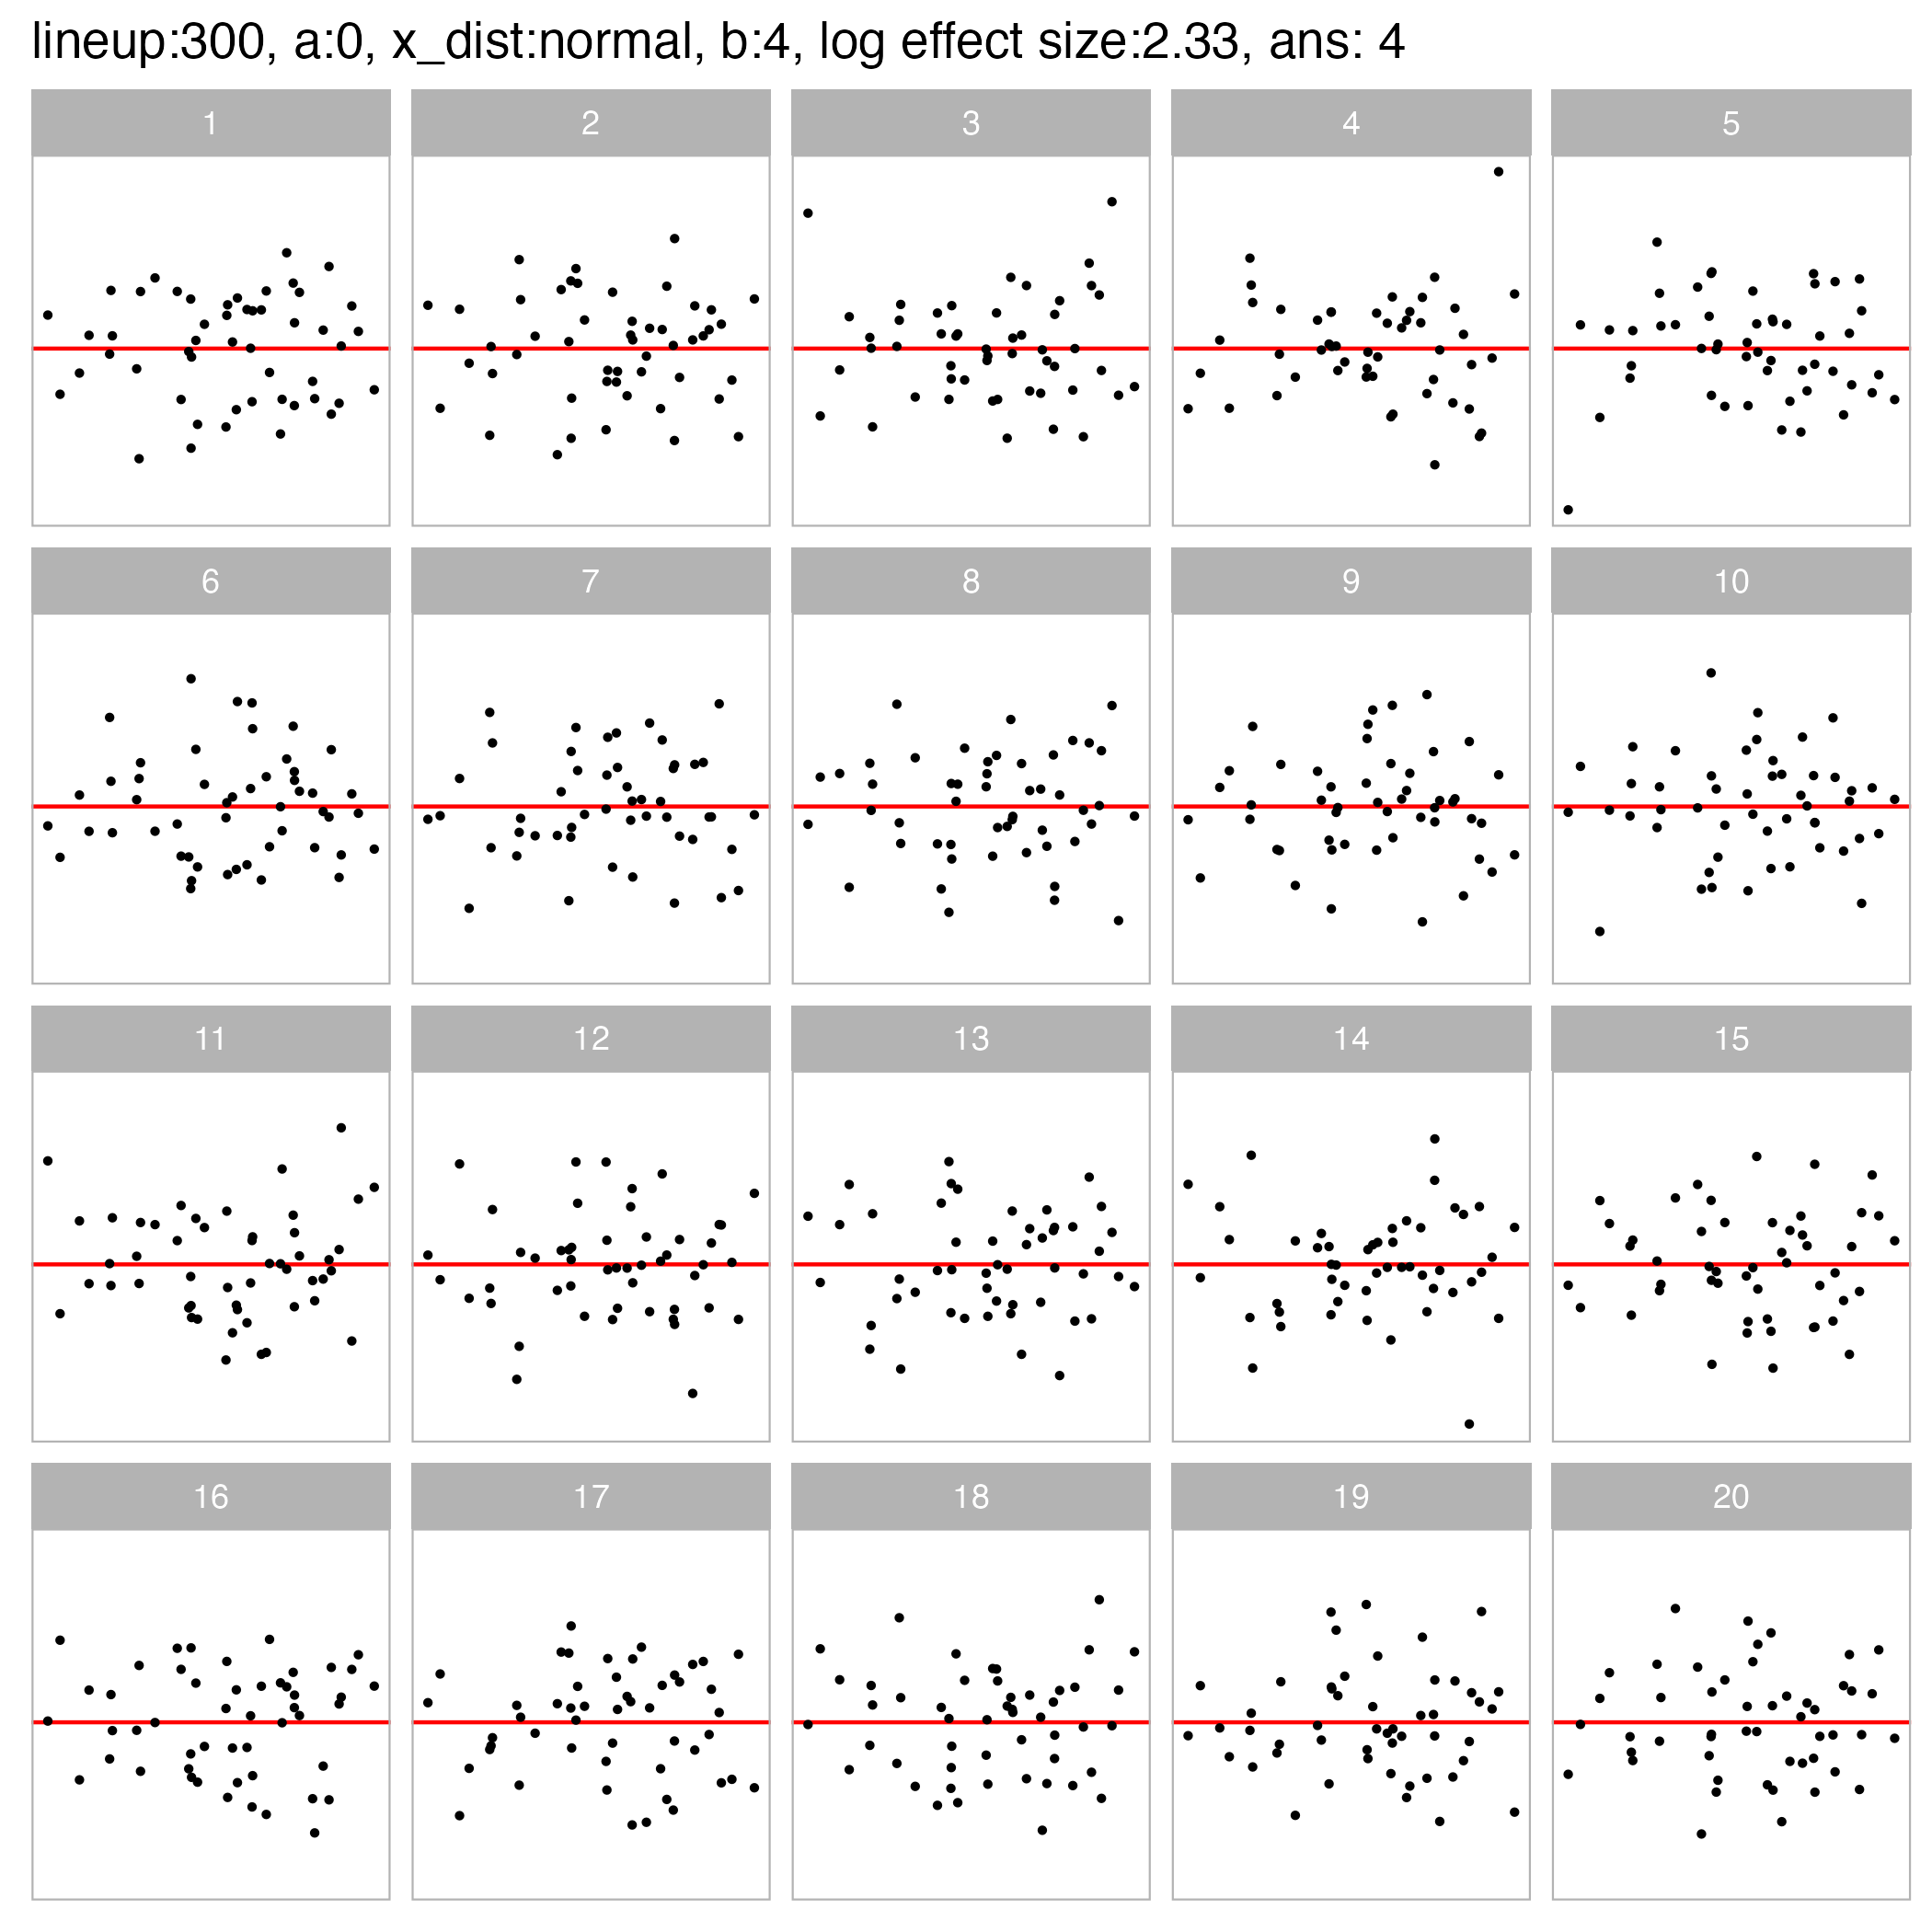 lineup:300, a:0, x_dist:normal, b:4, log effect size:2.33, ans: 4
1 2 3 4 5
6 7 8 9 10
11 12 13 14 15
16 17 18 19 20